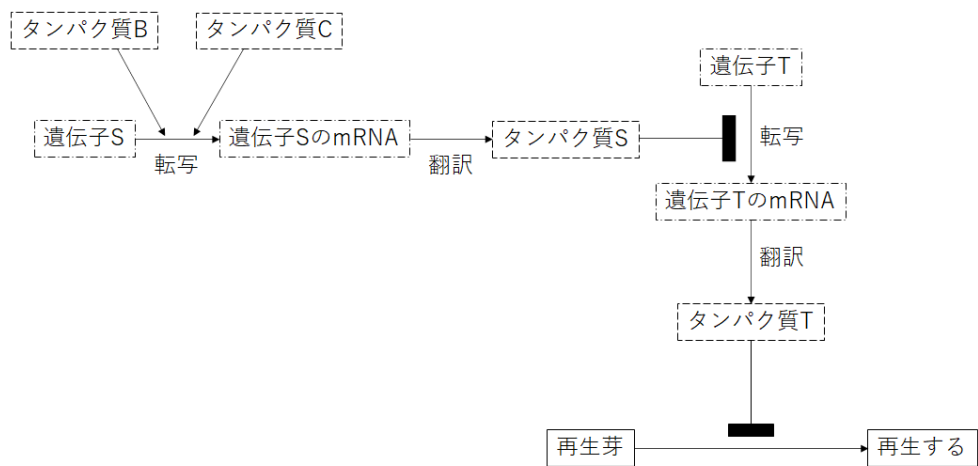 タンパク質B
タンパク質C
遺伝子T
遺伝子S
遺伝子SのmRNA
タンパク質S
転写
翻訳
転写
遺伝子TのmRNA
翻訳
タンパク質T
再生芽
再生する